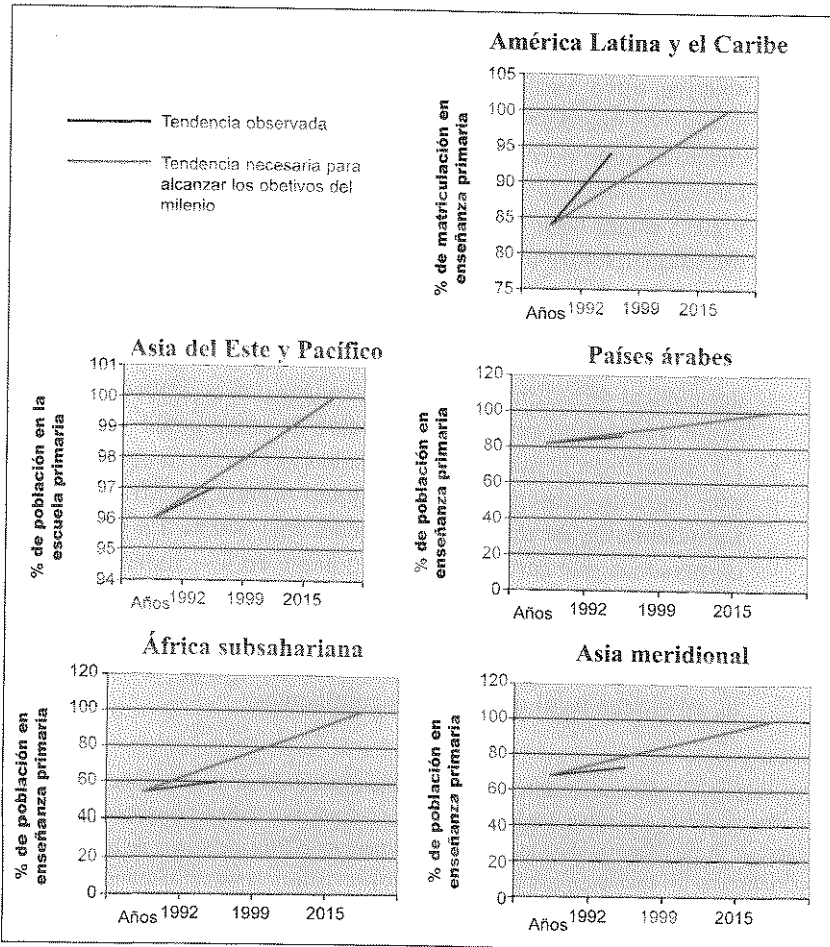 América Latina y el Caribe
Tendencia observada
Tendencia necesaria para
alcanzar los obetivos del
milenio
% de matriculación en
enseñanza primaria
105
100
95
90
85
80
75
Años 1992 1999 2015
Asia del Este y Pacífico
% de población en la
escuela primaria
101
100
99
98
97
96
95
94
Años 1992 1999 2015
Países árabes
% de población en
enseñanza primaria
120
100
80
60
40
20
0
Años 1992 1999 2015
África subsahariana
% de población en
enseñanza primaria
120
100
80
60
40
20
0
Años 1992 1999 2015
Asia meridional
% de población en
enseñanza primaria
120
100
80
60
40
20
0
Años 1992 1999 2015